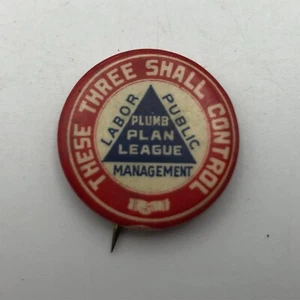 THESE THREE SHALL CONTROL
LABOR
PUBLIC
MANAGEMENT
PLUMB
PLAN
LEAGUE